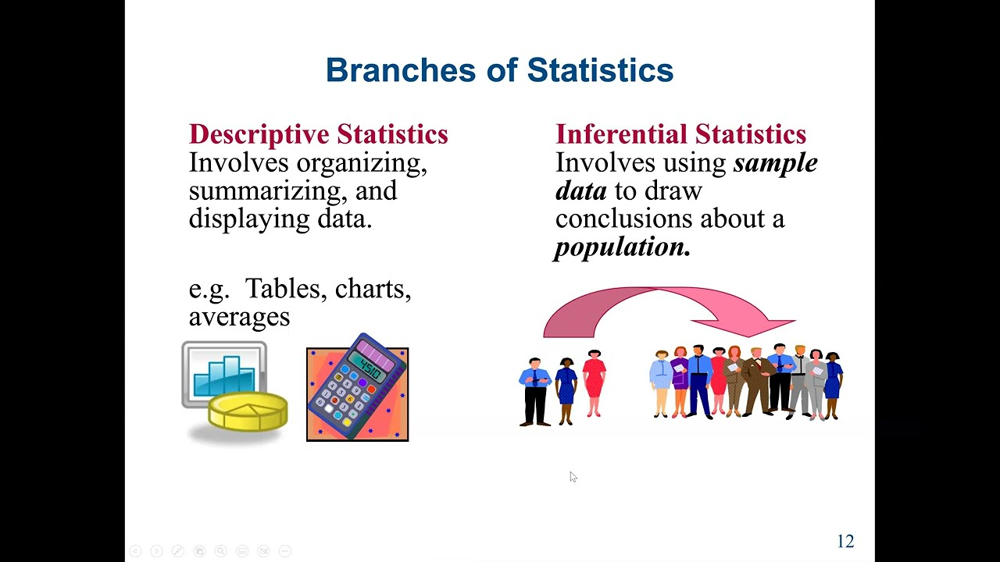 Branches of Statistics
Descriptive Statistics
Involves organizing,
summarizing, and
displaying data.
e.g. Tables, charts,
averages
Inferential Statistics
Involves using sample
data to draw
conclusions about a
population.
4510
12